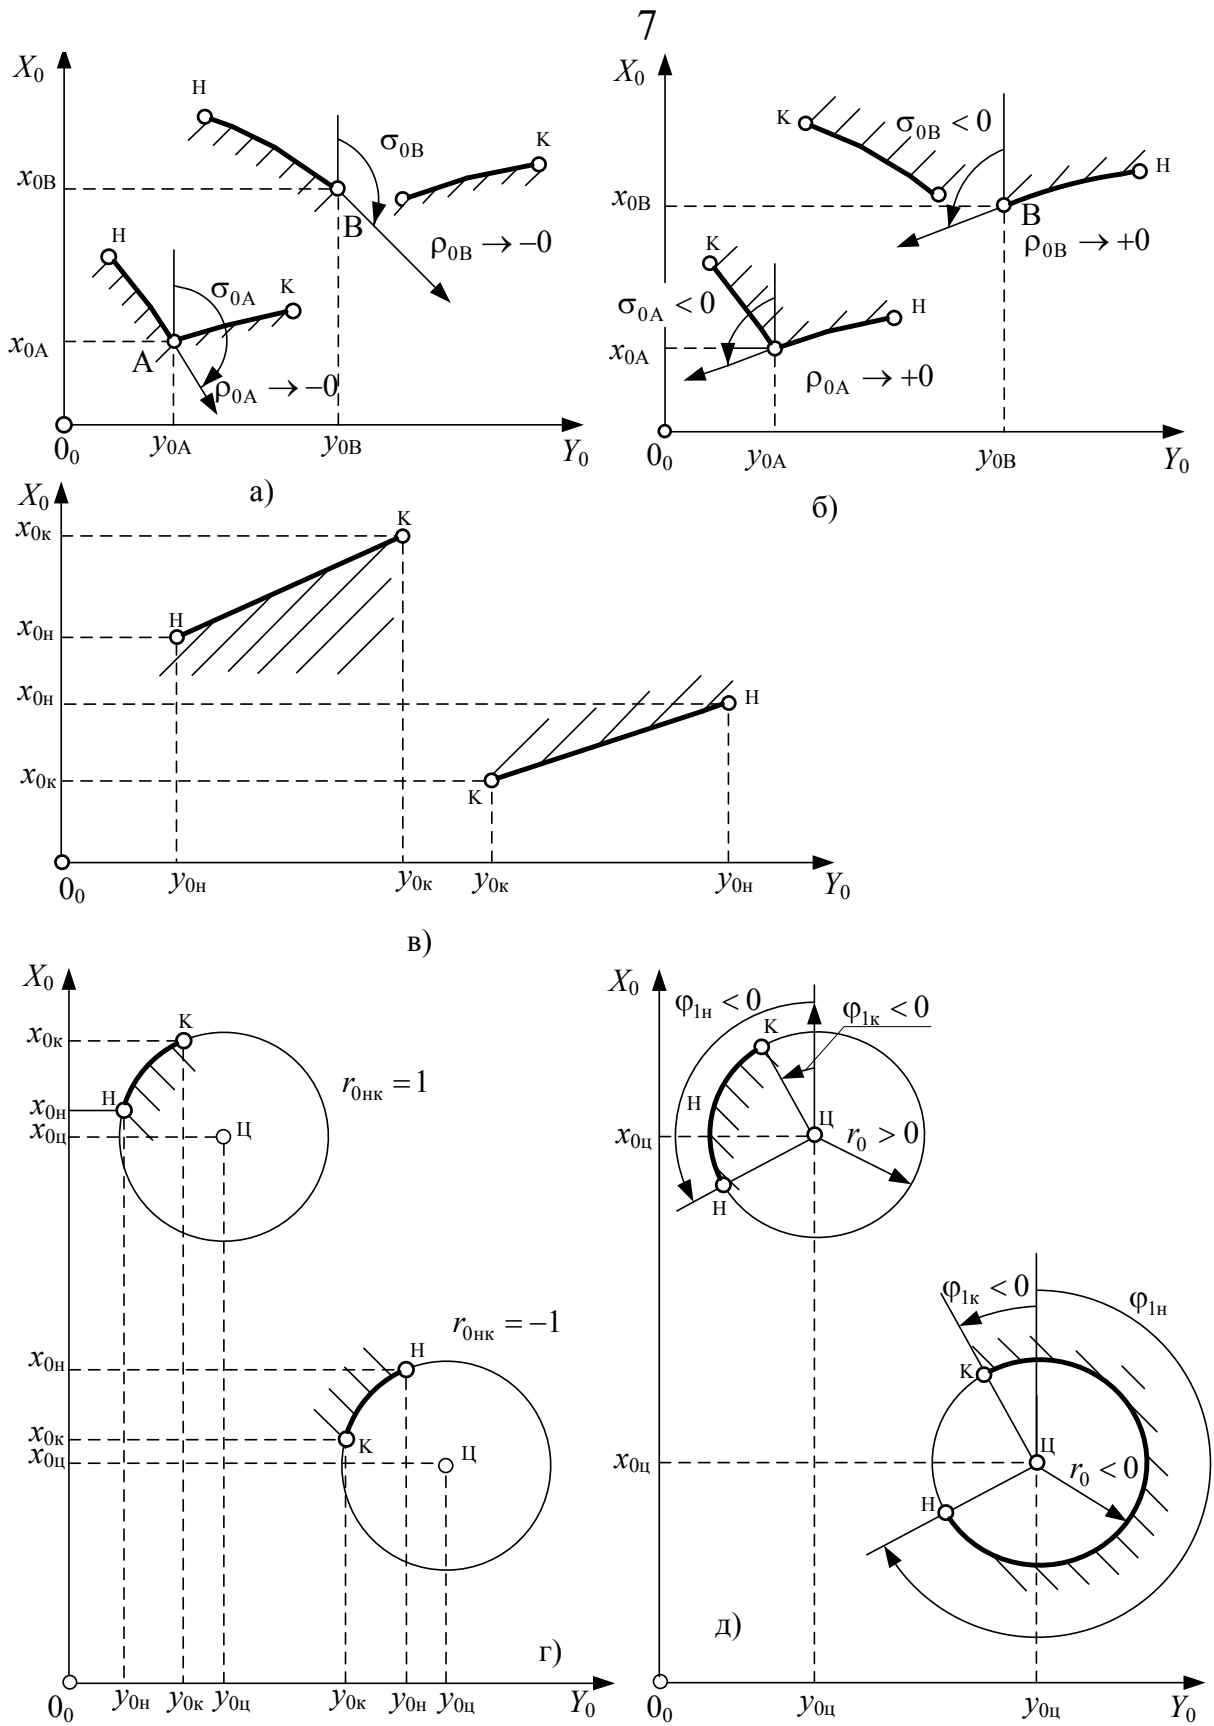 7
X₀
н
σ₀В
к
x₀В
В
ρ₀В → −0
н
σ₀А
к
x₀А
А
ρ₀А → −0
0₀
y₀А
y₀В
Y₀
а)
X₀
к
σ₀В < 0
н
x₀В
В
ρ₀В → +0
к
σ₀А < 0
н
x₀А
ρ₀А → +0
0₀
y₀А
y₀В
Y₀
б)
X₀
x₀к
к
н
x₀н
x₀н
н
x₀к
к
0₀
y₀н
y₀к
y₀к
y₀н
Y₀
в)
X₀
x₀к
к
r₀нк = 1
x₀н
н
x₀ц
ц
r₀нк = −1
x₀н
н
x₀к
к
x₀ц
ц
г)
0₀
y₀н
y₀к
y₀ц
y₀к
y₀н
y₀ц
Y₀
X₀
φ₁н < 0
φ₁к < 0
к
н
ц
r₀ > 0
x₀ц
н
φ₁к < 0
φ₁н
к
ц
x₀ц
r₀ < 0
н
д)
0₀
y₀ц
y₀ц
Y₀